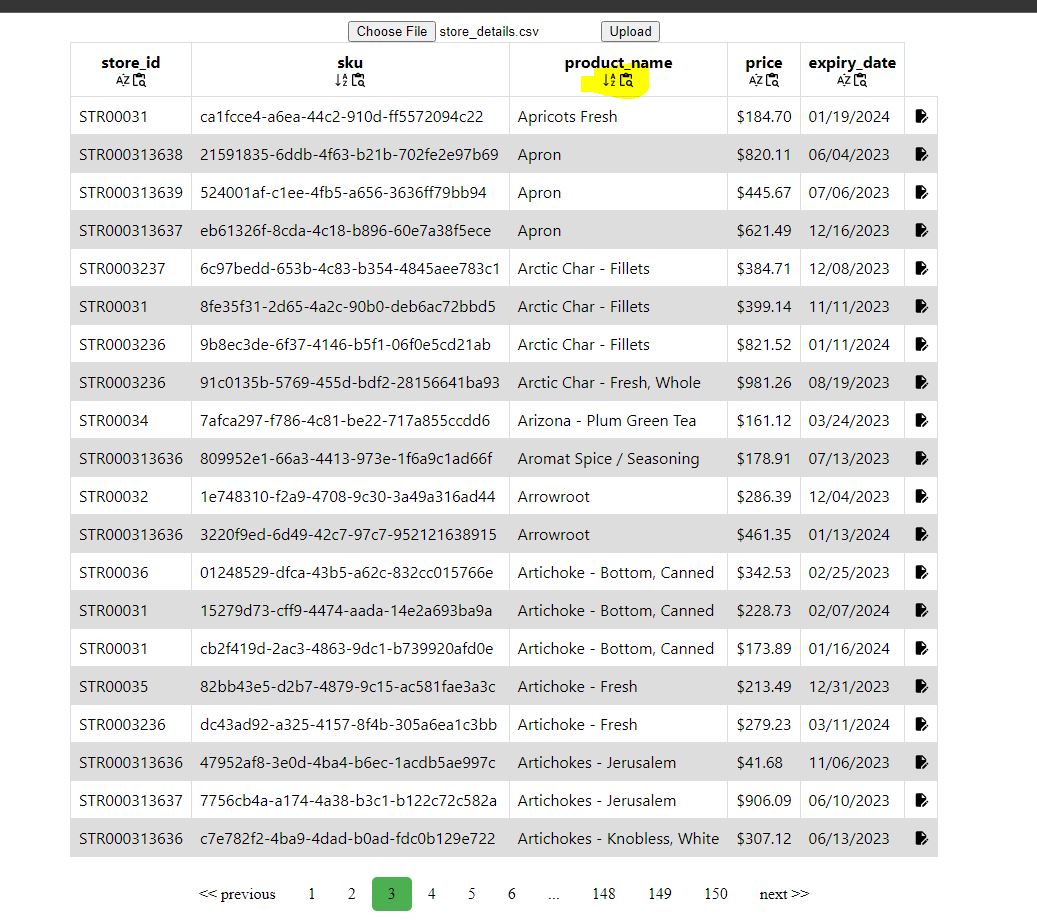 Choose File store_details.csv Upload
store_id sku product_name price expiry_date
STR00031 ca1fcce4-a6ea-44c2-910d-ff5572094c22 Apricots Fresh $184.70 01/19/2024
STR000313638 21591835-6ddb-4f63-b21b-702fe2e97b69 Apron $820.11 06/04/2023
STR000313639 524001af-c1ee-4fb5-a656-3636ff79bb94 Apron $445.67 07/06/2023
STR000313637 eb61326f-8cda-4c18-b896-60e7a38f5ece Apron $621.49 12/16/2023
STR0003237 6c97bedd-653b-4c83-b354-4845aee783c1 Arctic Char - Fillets $384.71 12/08/2023
STR00031 8fe35f31-2d65-4a2c-90b0-deb6ac72bbd5 Arctic Char - Fillets $399.14 11/11/2023
STR0003236 9b8ec3de-6f37-4146-b5f1-06f0e5cd21ab Arctic Char - Fillets $821.52 01/11/2024
STR0003236 91c0135b-5769-455d-bdf2-28156641ba93 Arctic Char - Fresh, Whole $981.26 08/19/2023
STR00034 7afca297-f786-4c81-be22-717a855ccdd6 Arizona - Plum Green Tea $161.12 03/24/2023
STR000313636 809952e1-66a3-4413-973e-1f6a9c1ad66f Aromat Spice / Seasoning $178.91 07/13/2023
STR00032 1e748310-f2a9-4708-9c30-3a49a316ad44 Arrowroot $286.39 12/04/2023
STR000313636 3220f9ed-6d49-42c7-97c7-952121638915 Arrowroot $461.35 01/13/2024
STR00036 01248529-dfca-43b5-a62c-832cc015766e Artichoke - Bottom, Canned $342.53 02/25/2023
STR00031 15279d73-cff9-4474-aada-14e2a693ba9a Artichoke - Bottom, Canned $228.73 02/07/2024
STR00031 cb2f419d-2ac3-4863-9dc1-b739920afd0e Artichoke - Bottom, Canned $173.89 01/16/2024
STR00035 82bb43e5-d2b7-4879-9c15-ac581fae3a3c Artichoke - Fresh $213.49 12/31/2023
STR0003236 dc43ad92-a325-4157-8f4b-305a6ea1c3bb Artichoke - Fresh $279.23 03/11/2024
STR000313636 47952af8-3e0d-4ba4-b6ec-1acdb5ae997c Artichokes - Jerusalem $41.68 11/06/2023
STR000313637 7756cb4a-a174-4a38-b3c1-b122c72c582a Artichokes - Jerusalem $906.09 06/10/2023
STR000313636 c7e782f2-4ba9-4dad-b0ad-fdc0b129e722 Artichokes - Knobless, White $307.12 06/13/2023
<< previous 1 2 3 4 5 6 ... 148 149 150 next >>